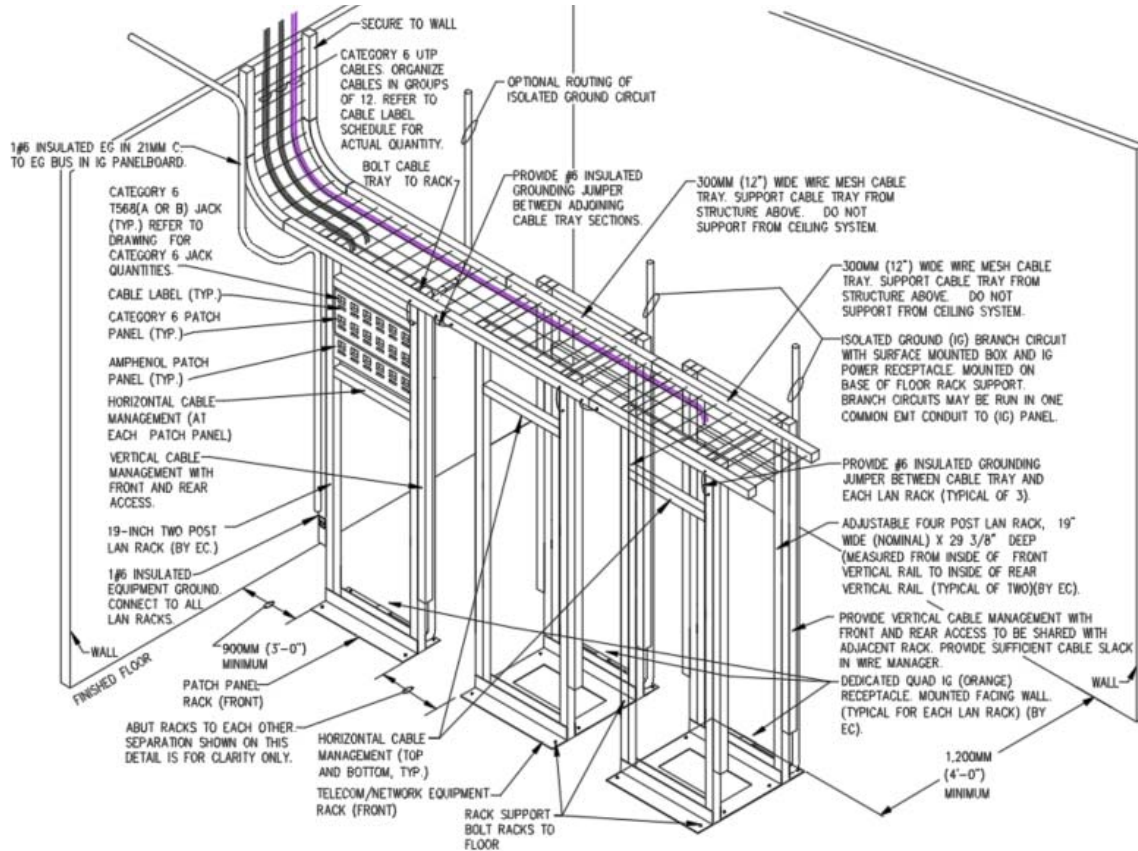 SECURE TO WALL
CATEGORY 6 UTP
CABLES. ORGANIZE
CABLES IN GROUPS
OF 12. REFER TO
CABLE LABEL
SCHEDULE FOR
ACTUAL QUANTITY.
OPTIONAL ROUTING OF
ISOLATED GROUND CIRCUIT
1#6 INSULATED EG IN 21MM C.
TO EG BUS IN IG PANELBOARD.
BOLT CABLE
TRAY TO RACK
PROVIDE #6 INSULATED
GROUNDING JUMPER
BETWEEN ADJOINING
CABLE TRAY SECTIONS.
300MM (12") WIDE WIRE MESH CABLE
TRAY. SUPPORT CABLE TRAY FROM
STRUCTURE ABOVE. DO NOT
SUPPORT FROM CEILING SYSTEM.
CATEGORY 6
T568(A OR B) JACK
(TYP.) REFER TO
DRAWING FOR
CATEGORY 6 JACK
QUANTITIES.
300MM (12") WIDE WIRE MESH CABLE
TRAY. SUPPORT CABLE TRAY FROM
STRUCTURE ABOVE. DO NOT
SUPPORT FROM CEILING SYSTEM.
CABLE LABEL (TYP.)
CATEGORY 6 PATCH
PANEL (TYP.)
AMPHENOL PATCH
PANEL (TYP.)
ISOLATED GROUND (IG) BRANCH CIRCUIT
WITH SURFACE MOUNTED BOX AND IG
POWER RECEPTACLE. MOUNTED ON
BASE OF FLOOR RACK SUPPORT.
BRANCH CIRCUITS MAY BE RUN IN ONE
COMMON EMT CONDUIT TO (IG) PANEL.
HORIZONTAL CABLE
MANAGEMENT (AT
EACH PATCH PANEL)
VERTICAL CABLE
MANAGEMENT WITH
FRONT AND REAR
ACCESS.
PROVIDE #6 INSULATED GROUNDING
JUMPER BETWEEN CABLE TRAY AND
EACH LAN RACK (TYPICAL OF 3).
19-INCH TWO POST
LAN RACK (BY EC.)
ADJUSTABLE FOUR POST LAN RACK, 19"
WIDE (NOMINAL) X 29 3/8" DEEP
(MEASURED FROM INSIDE OF FRONT
VERTICAL RAIL TO INSIDE OF REAR
VERTICAL RAIL (TYPICAL OF TWO)(BY EC).
1#6 INSULATED
EQUIPMENT GROUND.
CONNECT TO ALL
LAN RACKS.
PROVIDE VERTICAL CABLE MANAGEMENT WITH
FRONT AND REAR ACCESS TO BE SHARED WITH
ADJACENT RACK. PROVIDE SUFFICIENT CABLE SLACK
IN WIRE MANAGER.
WALL
FINISHED FLOOR
900MM (3'-0")
MINIMUM
WALL
DEDICATED QUAD IG (ORANGE)
RECEPTACLE. MOUNTED FACING WALL.
(TYPICAL FOR EACH LAN RACK) (BY
EC).
PATCH PANEL
RACK (FRONT)
ABUT RACKS TO EACH OTHER.
SEPARATION SHOWN ON THIS
DETAIL IS FOR CLARITY ONLY.
HORIZONTAL CABLE
MANAGEMENT (TOP
AND BOTTOM, TYP.)
1,200MM
(4'-0")
MINIMUM
TELECOM/NETWORK EQUIPMENT
RACK (FRONT)
RACK SUPPORT
BOLT RACKS TO
FLOOR